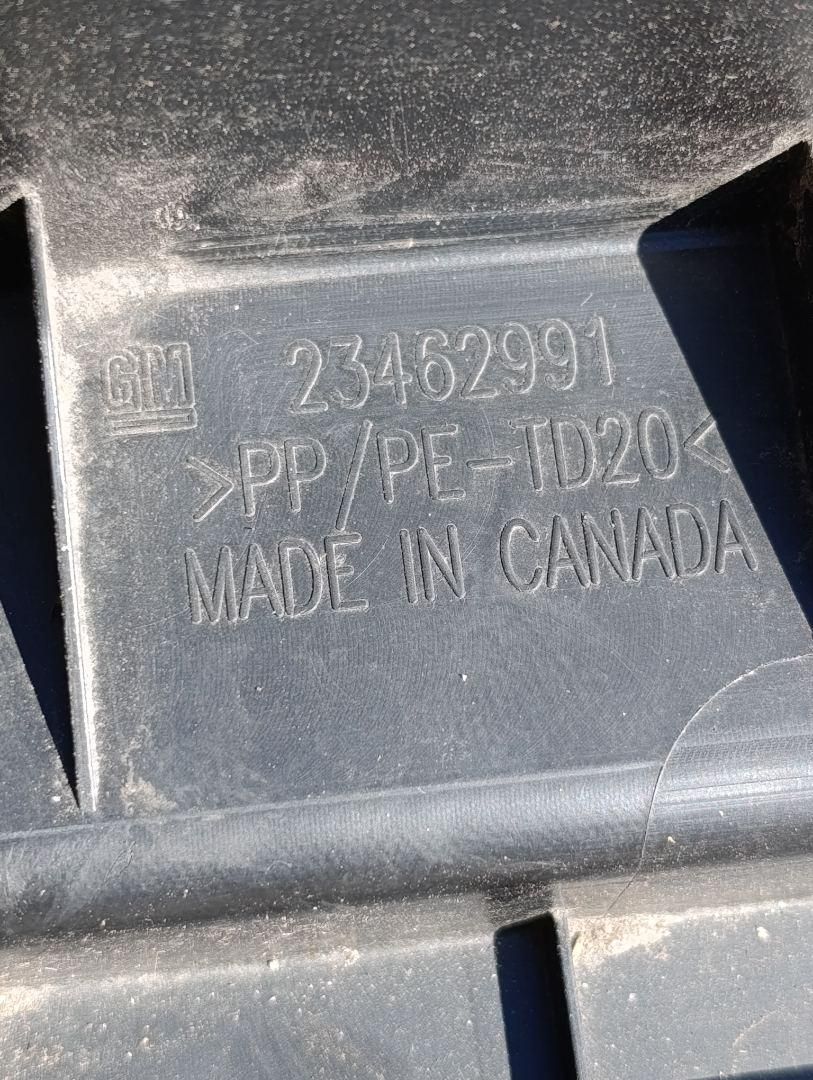 GM 23462991
>PP/PE-TD20<
MADE IN CANADA